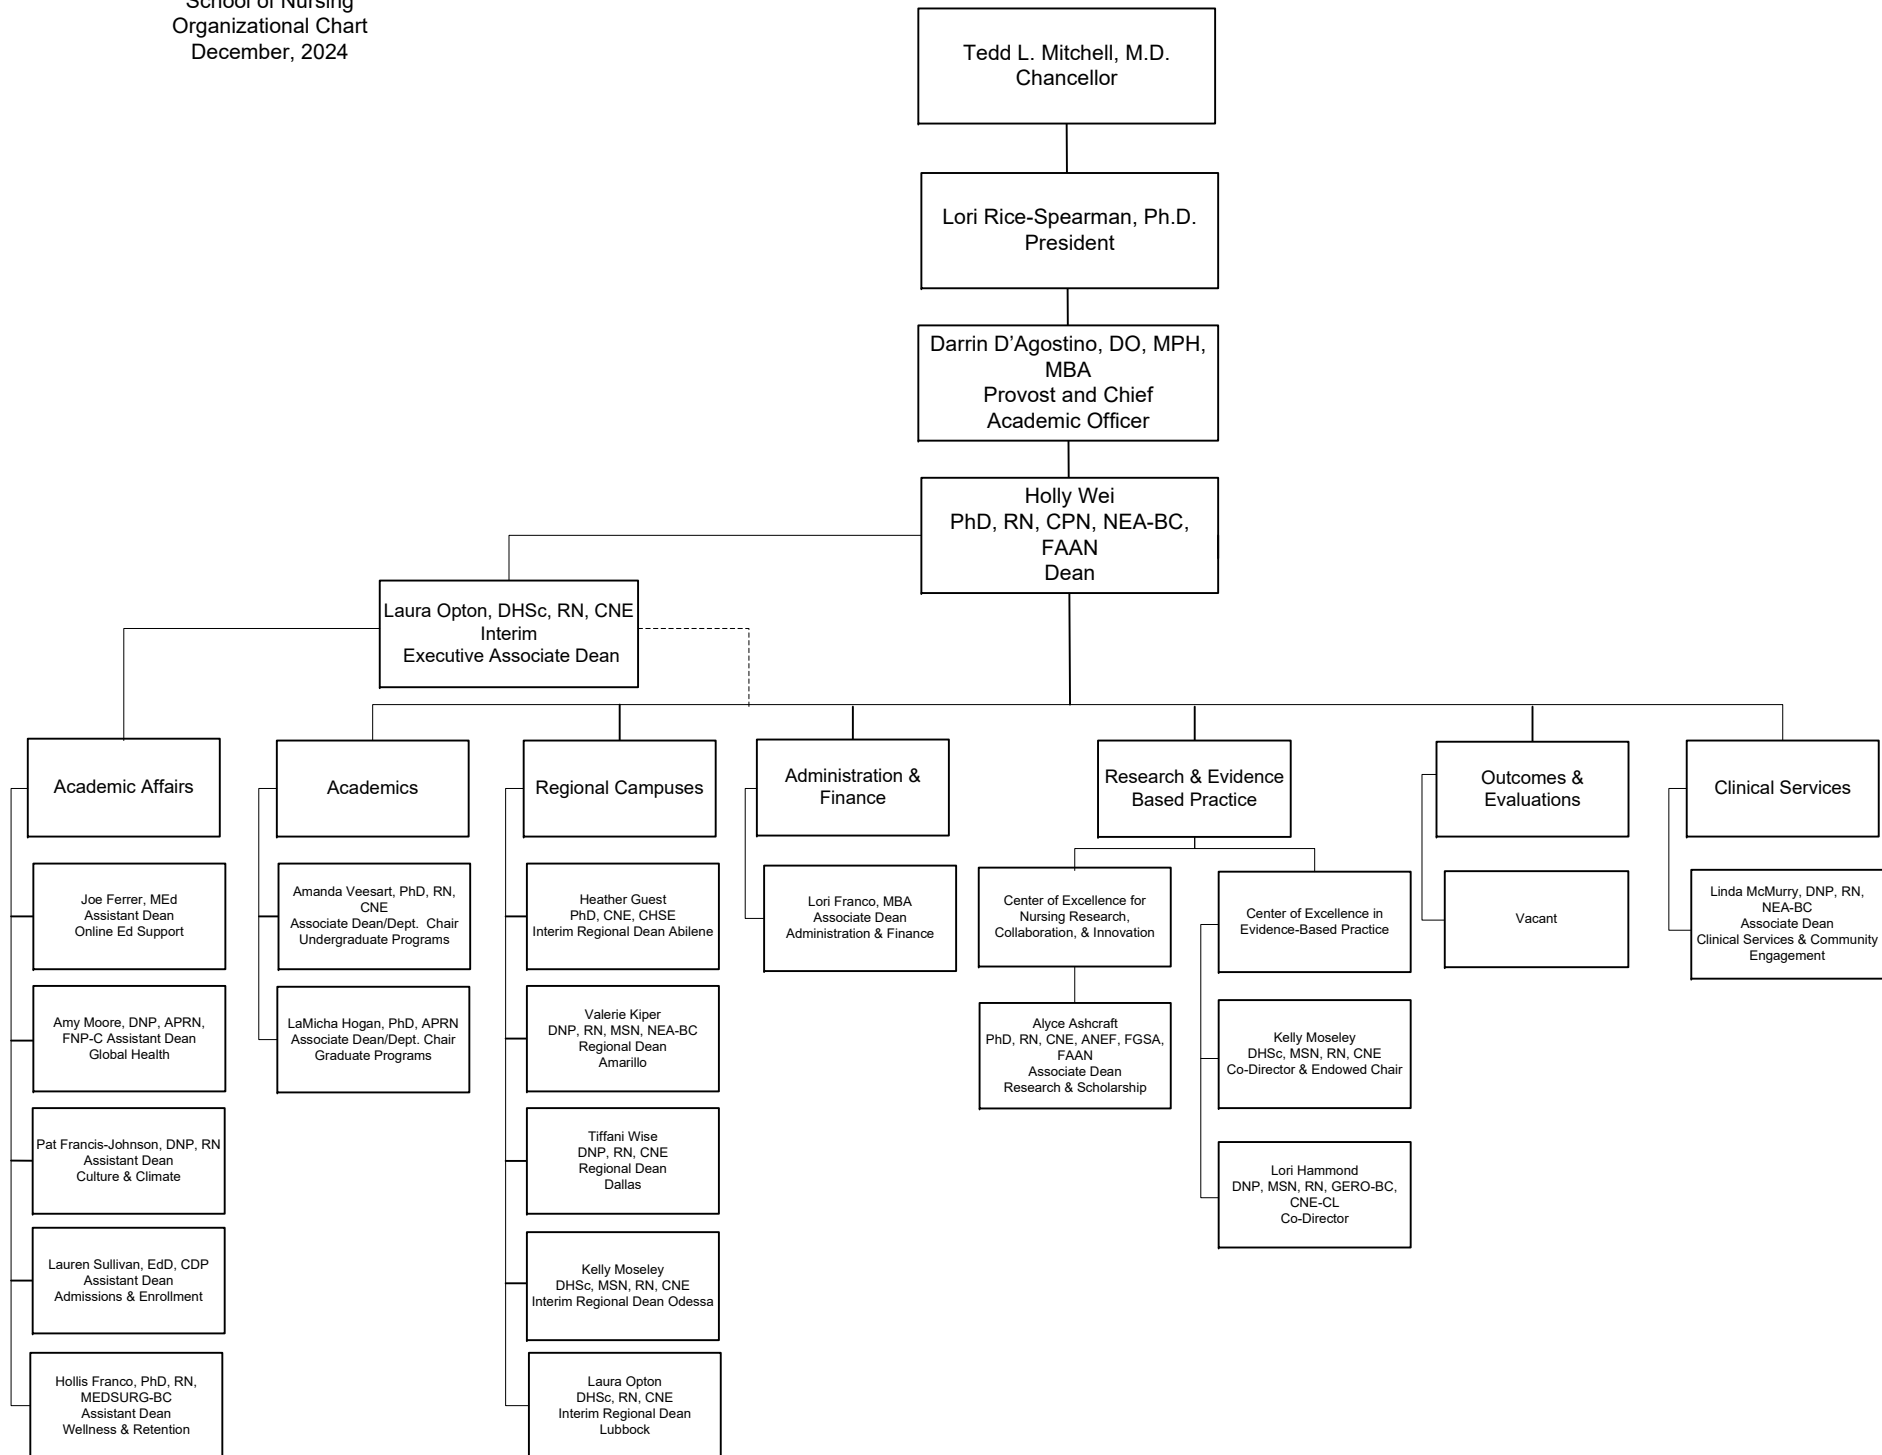 School of Nursing
Organizational Chart
December, 2024
Tedd L. Mitchell, M.D.
Chancellor
Lori Rice-Spearman, Ph.D.
President
Darrin D’Agostino, DO, MPH,
MBA
Provost and Chief
Academic Officer
Holly Wei
PhD, RN, CPN, NEA-BC,
FAAN
Dean
Laura Opton, DHSc, RN, CNE
Interim
Executive Associate Dean
Academic Affairs
Joe Ferrer, MEd
Assistant Dean
Online Ed Support
Amy Moore, DNP, APRN,
FNP-C Assistant Dean
Global Health
Pat Francis-Johnson, DNP, RN
Assistant Dean
Culture & Climate
Lauren Sullivan, EdD, CDP
Assistant Dean
Admissions & Enrollment
Hollis Franco, PhD, RN,
MEDSURG-BC
Assistant Dean
Wellness & Retention
Academics
Amanda Veesart, PhD, RN,
CNE
Associate Dean/Dept. Chair
Undergraduate Programs
LaMicha Hogan, PhD, APRN
Associate Dean/Dept. Chair
Graduate Programs
Regional Campuses
Heather Guest
PhD, CNE, CHSE
Interim Regional Dean Abilene
Valerie Kiper
DNP, RN, MSN, NEA-BC
Regional Dean
Amarillo
Tiffani Wise
DNP, RN, CNE
Regional Dean
Dallas
Kelly Moseley
DHSc, MSN, RN, CNE
Interim Regional Dean Odessa
Laura Opton
DHSc, RN, CNE
Interim Regional Dean
Lubbock
Administration &
Finance
Lori Franco, MBA
Associate Dean
Administration & Finance
Research & Evidence
Based Practice
Center of Excellence for
Nursing Research,
Collaboration, & Innovation
Alyce Ashcraft
PhD, RN, CNE, ANEF, FGSA,
FAAN
Associate Dean
Research & Scholarship
Center of Excellence in
Evidence-Based Practice
Kelly Moseley
DHSc, MSN, RN, CNE
Co-Director & Endowed Chair
Lori Hammond
DNP, MSN, RN, GERO-BC,
CNE-CL
Co-Director
Outcomes &
Evaluations
Vacant
Clinical Services
Linda McMurry, DNP, RN,
NEA-BC
Associate Dean
Clinical Services & Community
Engagement